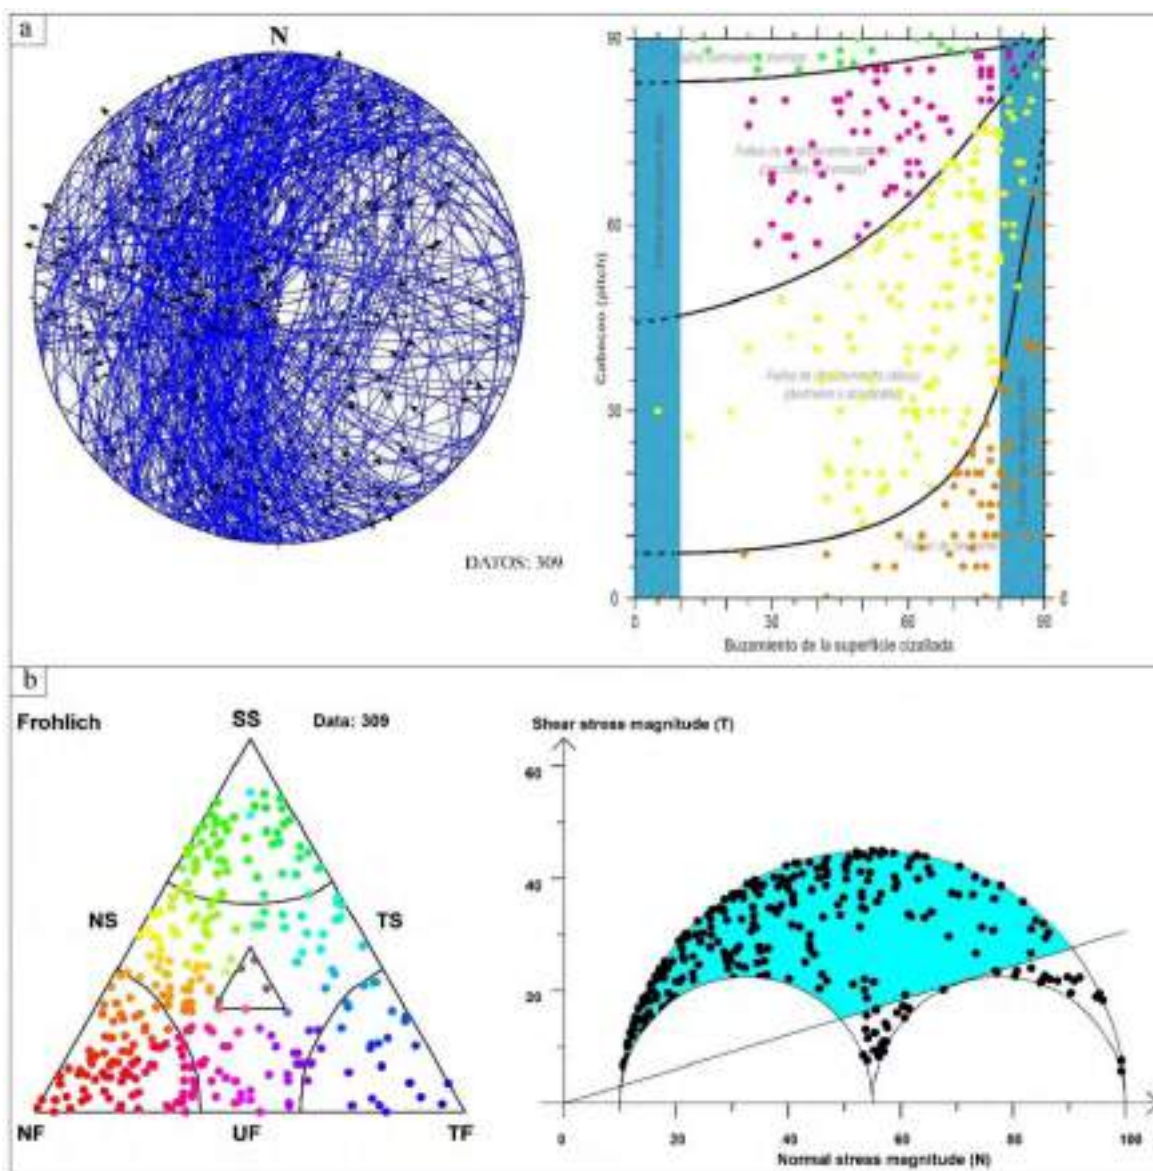 a
N
DATOS: 309
90
60
Cabeceo (pitch)
30
0
0
30
60
90
0
Buzamiento de la superficie cizallada
b
Frohlich
SS
Data: 309
NS
TS
NF
UF
TF
Shear stress magnitude (T)
60
40
20
0
20
40
60
80
100
Normal stress magnitude (N)